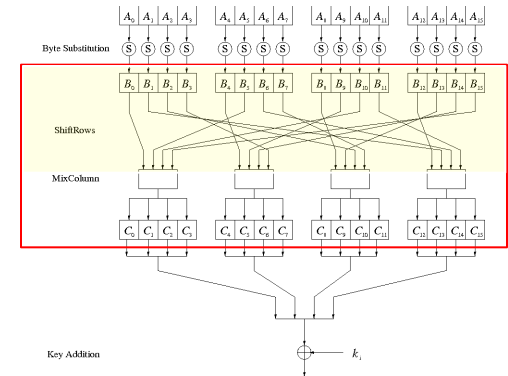 A₀ A₁ A₂ A₃ A₄ A₅ A₆ A₇ A₈ A₉ A₁₀ A₁₁ A₁₂ A₁₃ A₁₄ A₁₅
Byte Substitution S S S S S S S S S S S S S S S S
B₀ B₁ B₂ B₃ B₄ B₅ B₆ B₇ B₈ B₉ B₁₀ B₁₁ B₁₂ B₁₃ B₁₄ B₁₅
ShiftRows
MixColumn
C₀ C₁ C₂ C₃ C₄ C₅ C₆ C₇ C₈ C₉ C₁₀ C₁₁ C₁₂ C₁₃ C₁₄ C₁₅
Key Addition kᵢ